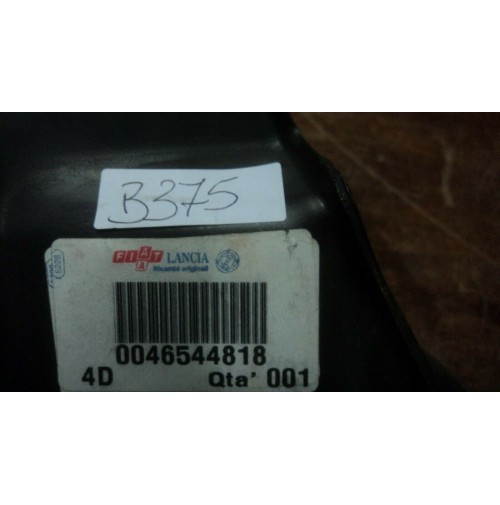 B375
FIAT LANCIA
Ricambi originali
0046544818
4D Qta' 001